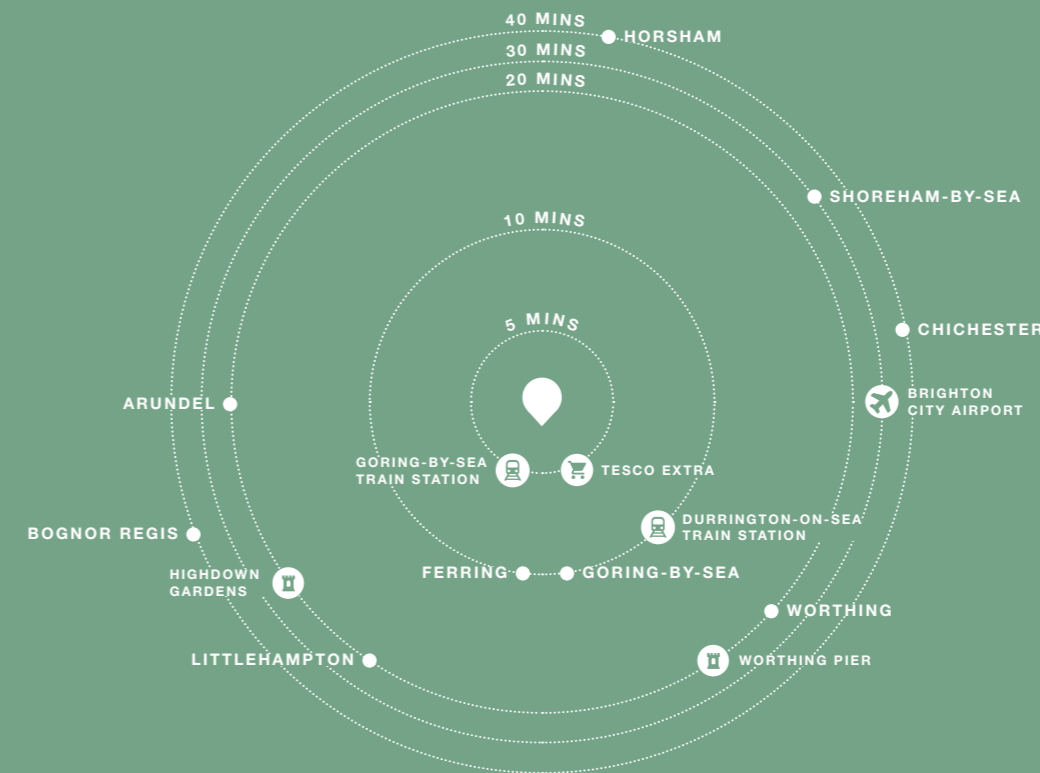 40 MINS
HORSHAM
30 MINS
20 MINS
SHOREHAM-BY-SEA
10 MINS
5 MINS
CHICHESTER
BRIGHTON
CITY AIRPORT
ARUNDEL
GORING-BY-SEA
TRAIN STATION
TESCO EXTRA
DURRINGTON-ON-SEA
TRAIN STATION
BOGNOR REGIS
FERRING
GORING-BY-SEA
HIGHDOWN
GARDENS
WORTHING
LITTLEHAMPTON
WORTHING PIER